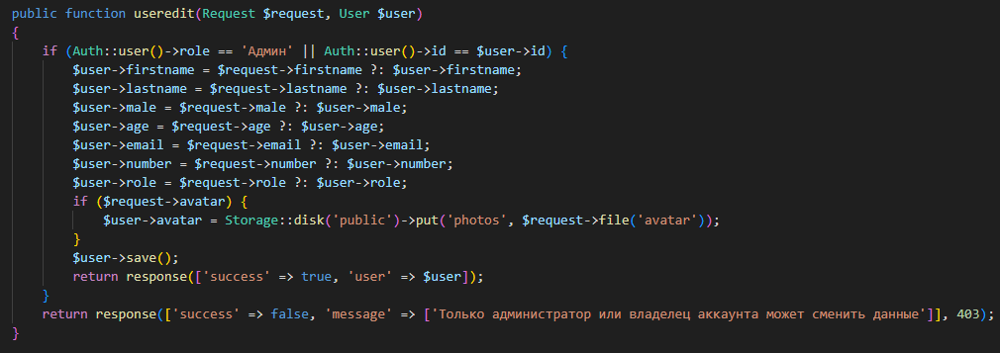 public function useredit(Request $request, User $user)
{
    if (Auth::user()->role == 'Админ' || Auth::user()->id == $user->id) {
        $user->firstname = $request->firstname ?: $user->firstname;
        $user->lastname = $request->lastname ?: $user->lastname;
        $user->male = $request->male ?: $user->male;
        $user->age = $request->age ?: $user->age;
        $user->email = $request->email ?: $user->email;
        $user->number = $request->number ?: $user->number;
        $user->role = $request->role ?: $user->role;
        if ($request->avatar) {
            $user->avatar = Storage::disk('public')->put('photos', $request->file('avatar'));
        }
        $user->save();
        return response(['success' => true, 'user' => $user]);
    }
    return response(['success' => false, 'message' => ['Только администратор или владелец аккаунта может сменить данные']], 403);
}